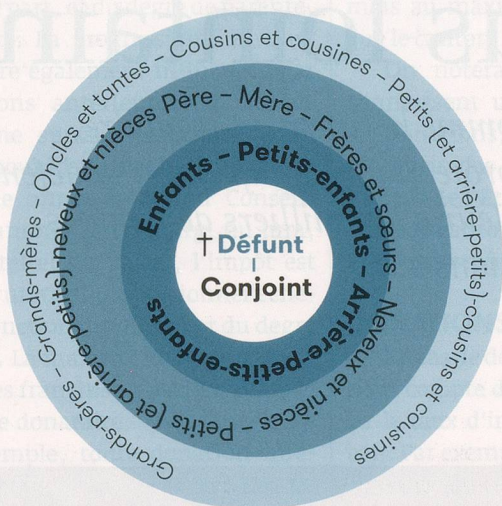 † Défunt
Conjoint
Enfants – Petits-enfants – Arrière-petits-enfants
Père – Mère – Frères et sœurs – Neveux et nièces – Petits (et arrière-petits)-neveux et nièces
Grands-pères – Grands-mères – Oncles et tantes – Cousins et cousines – Petits (et arrière-petits)-cousins et cousines